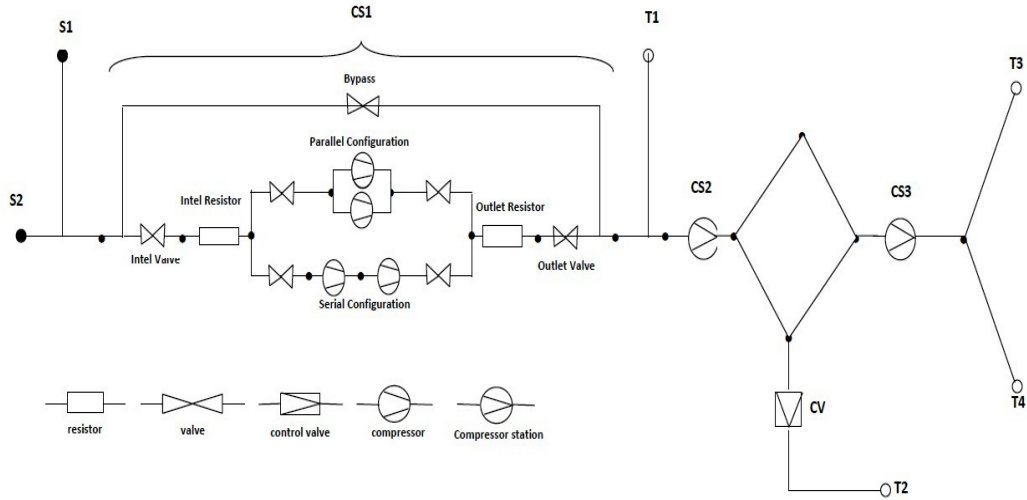 CS1
S1
T1
T3
Bypass
Parallel Configuration
CS2
CS3
S2
Intel Resistor
Outlet Resistor
Intel Valve
Outlet Valve
Serial Configuration
T4
CV
T2
resistor
valve
control valve
compressor
Compressor station